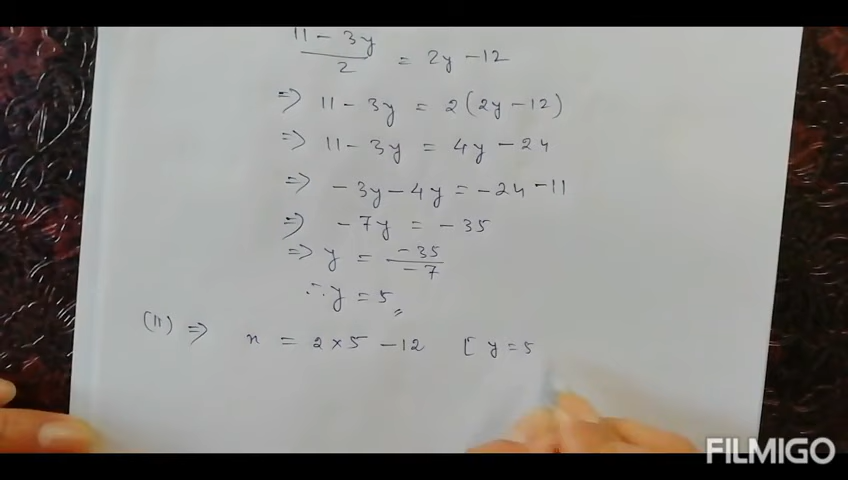 11 - 3y / 2 = 2y - 12
=> 11 - 3y = 2(2y - 12)
=> 11 - 3y = 4y - 24
=> -3y - 4y = -24 - 11
=> -7y = -35
=> y = -35 / -7
∴ y = 5
(II) => x = 2 × 5 - 12 [ y = 5
FILMIGO